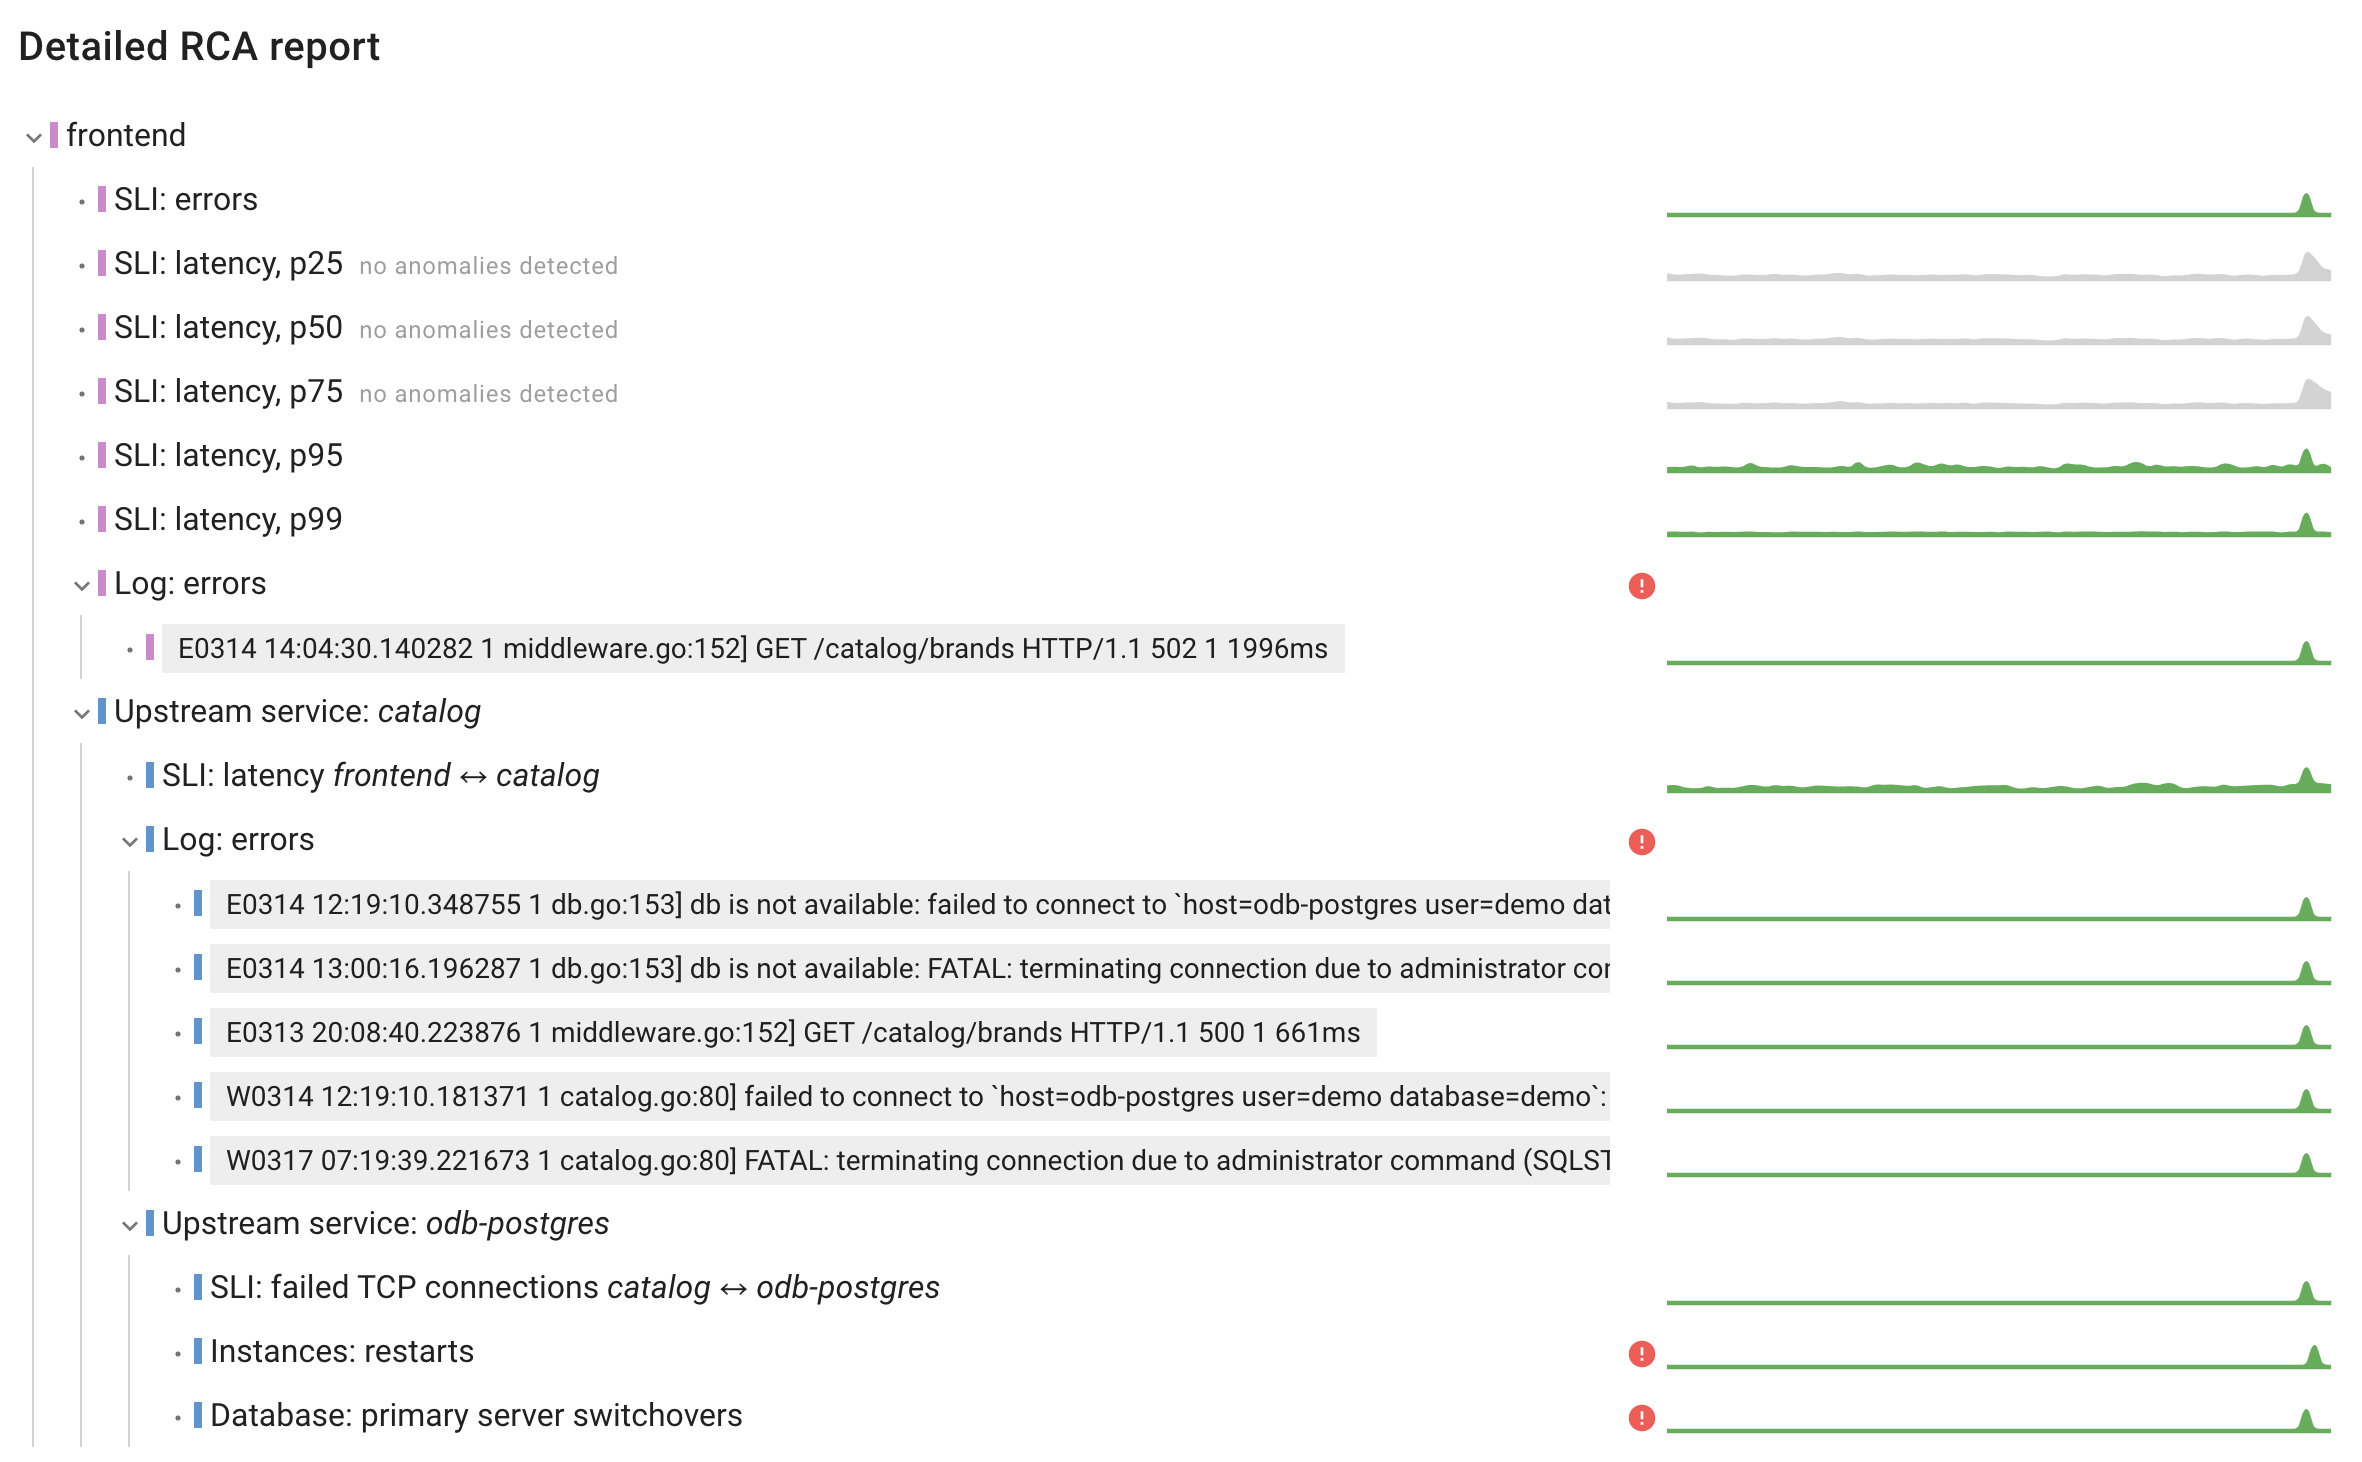 Detailed RCA report
frontend
SLI: errors
SLI: latency, p25 no anomalies detected
SLI: latency, p50 no anomalies detected
SLI: latency, p75 no anomalies detected
SLI: latency, p95
SLI: latency, p99
Log: errors
E0314 14:04:30.140282 1 middleware.go:152] GET /catalog/brands HTTP/1.1 502 1 1996ms
Upstream service: catalog
SLI: latency frontend ↔ catalog
Log: errors
E0314 12:19:10.348755 1 db.go:153] db is not available: failed to connect to `host=odb-postgres user=demo dat
E0314 13:00:16.196287 1 db.go:153] db is not available: FATAL: terminating connection due to administrator cor
E0313 20:08:40.223876 1 middleware.go:152] GET /catalog/brands HTTP/1.1 500 1 661ms
W0314 12:19:10.181371 1 catalog.go:80] failed to connect to `host=odb-postgres user=demo database=demo`:
W0317 07:19:39.221673 1 catalog.go:80] FATAL: terminating connection due to administrator command (SQLST
Upstream service: odb-postgres
SLI: failed TCP connections catalog ↔ odb-postgres
Instances: restarts
Database: primary server switchovers